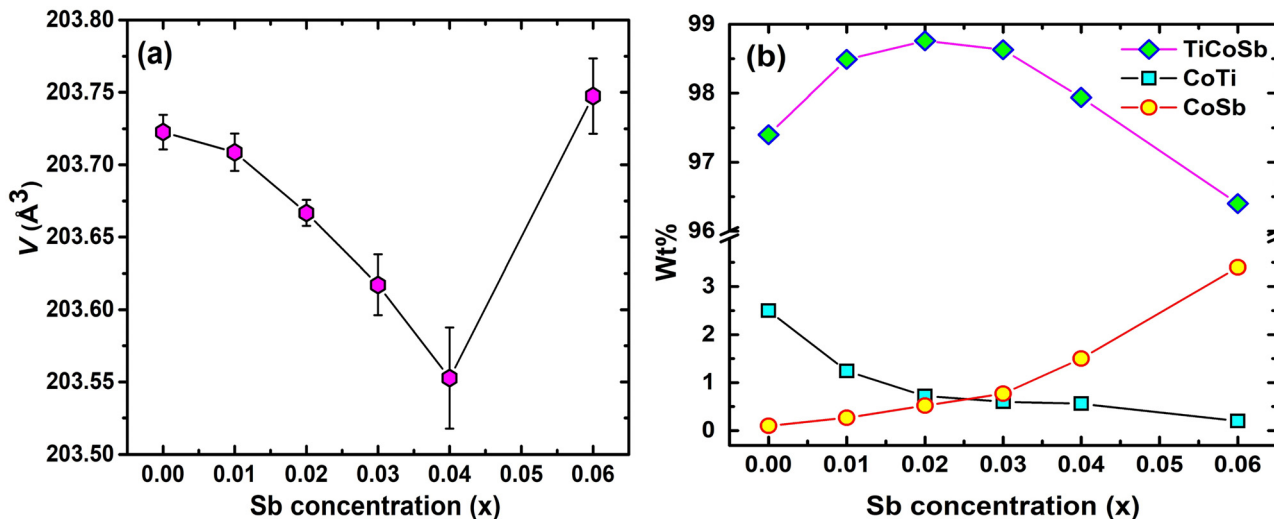 (a)
203.80
203.75
203.70
203.65
203.60
203.55
203.50
V (Å³)
0.00 0.01 0.02 0.03 0.04 0.05 0.06
Sb concentration (x)
(b)
TiCoSb
CoTi
CoSb
99
98
97
96
3
2
1
0
Wt%
0.00 0.01 0.02 0.03 0.04 0.05 0.06
Sb concentration (x)